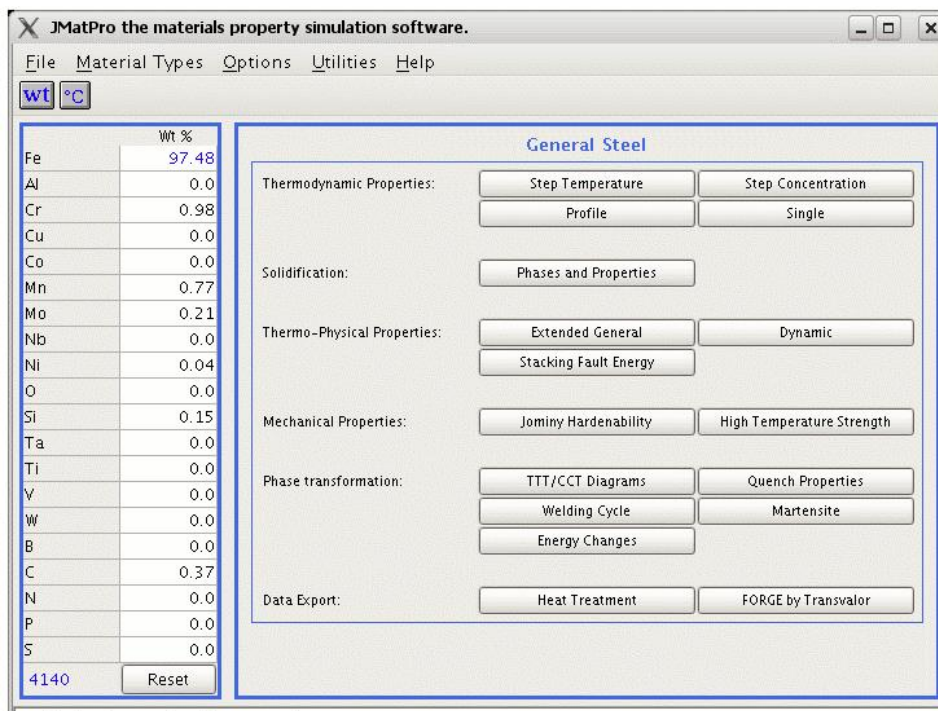 JMatPro the materials property simulation software.
File Material Types Options Utilities Help
wt °C
Wt %
Fe 97.48
Al 0.0
Cr 0.98
Cu 0.0
Co 0.0
Mn 0.77
Mo 0.21
Nb 0.0
Ni 0.04
O 0.0
Si 0.15
Ta 0.0
Ti 0.0
V 0.0
W 0.0
B 0.0
C 0.37
N 0.0
P 0.0
S 0.0
4140 Reset
General Steel
Thermodynamic Properties: Step Temperature Step Concentration
Profile Single
Solidification: Phases and Properties
Thermo-Physical Properties: Extended General Dynamic
Stacking Fault Energy
Mechanical Properties: Jominy Hardenability High Temperature Strength
Phase transformation: TTT/CCT Diagrams Quench Properties
Welding Cycle Martensite
Energy Changes
Data Export: Heat Treatment FORGE by Transvalor